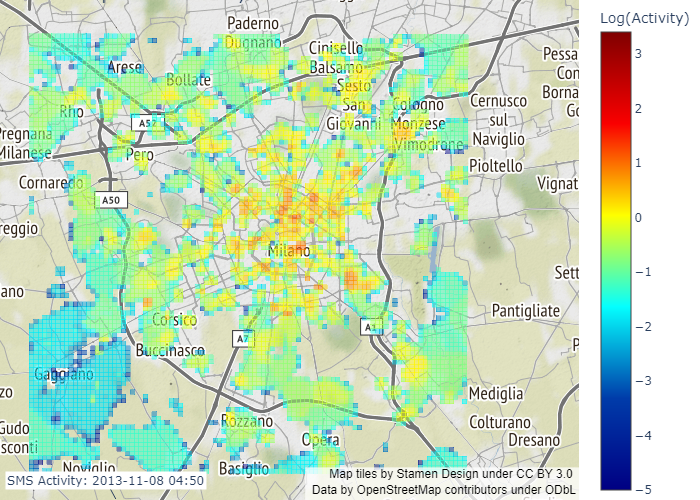 Log(Activity)
3
2
1
0
−1
−2
−3
−4
−5
Paderno
Dugnano
Cinisello
Balsamo
Sesto
San
Giovanni
Arese
Bollate
Rho
A52
Pero
Pregnana
Milanese
Cornaredo
A50
Cologno
Monzese
Vimodrone
Cernusco
sul
Naviglio
Pioltello
Pessa
Borna
Vignat
reggio
Milano
Sett
ano
Corsico
A7
A1
Pantigliate
Buccinasco
Gaggiano
zzo
Gudo
sconti
Rozzano
Opera
Mediglia
Colturano
Dresano
Noviglio
Basiglio
SMS Activity: 2013-11-08 04:50
Map tiles by Stamen Design under CC BY 3.0
Data by OpenStreetMap contributors under ODbL